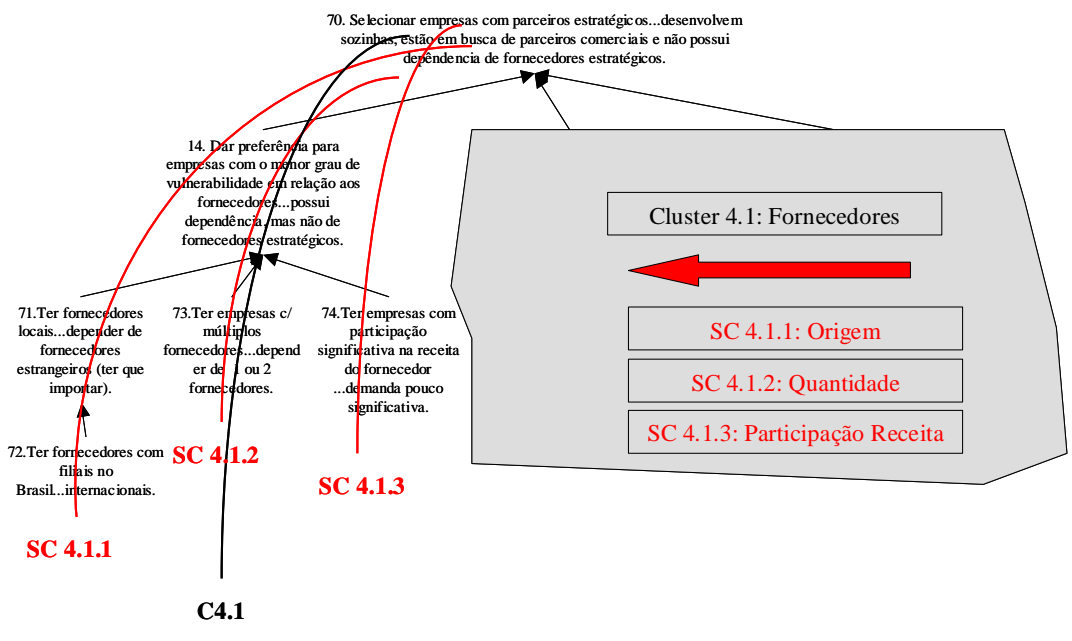 70. Selecionar empresas com parceiros estratégicos...desenvolvem
sozinhas, estão em busca de parceiros comerciais e não possui
depêndencia de fornecedores estratégicos.
14. Dar preferência para
empresas com o menor grau de
vulnerabilidade em relação aos
fornecedores...possui
dependência, mas não de
fornecedores estratégicos.
71.Ter fornecedores
locais...depender de
fornecedores
estrangeiros (ter que
importar).
73.Ter empresas c/
múltiplos
fornecedores...depend
er de 1 ou 2
fornecedores.
74.Ter empresas com
participação
significativa na receita
do fornecedor
...demanda pouco
significativa.
72.Ter fornecedores com
filiais no
Brasil...internacionais.
SC 4.1.1
SC 4.1.2
SC 4.1.3
C4.1
Cluster 4.1: Fornecedores
SC 4.1.1: Origem
SC 4.1.2: Quantidade
SC 4.1.3: Participação Receita